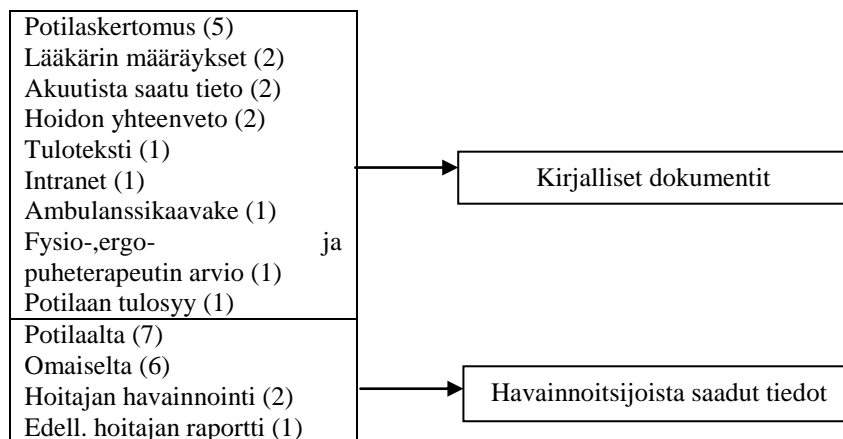 Potilaskertomus (5)
Lääkärin määräykset (2)
Akuutista saatu tieto (2)
Hoidon yhteenveto (2)
Tuloteksti (1)
Intranet (1)
Ambulanssikaavake (1)
Fysio-,ergo- ja
puheterapeutin arvio (1)
Potilaan tulosyy (1)
Kirjalliset dokumentit
Potilaalta (7)
Omaiselta (6)
Hoitajan havainnointi (2)
Edell. hoitajan raportti (1)
Havainnoitsijoista saadut tiedot